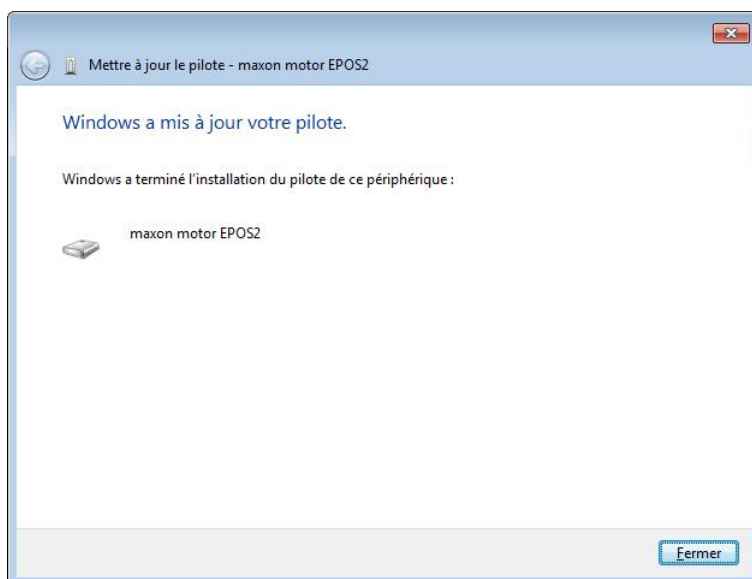 Mettre à jour le pilote - maxon motor EPOS2
Windows a mis à jour votre pilote.
Windows a terminé l'installation du pilote de ce périphérique :
maxon motor EPOS2
Fermer